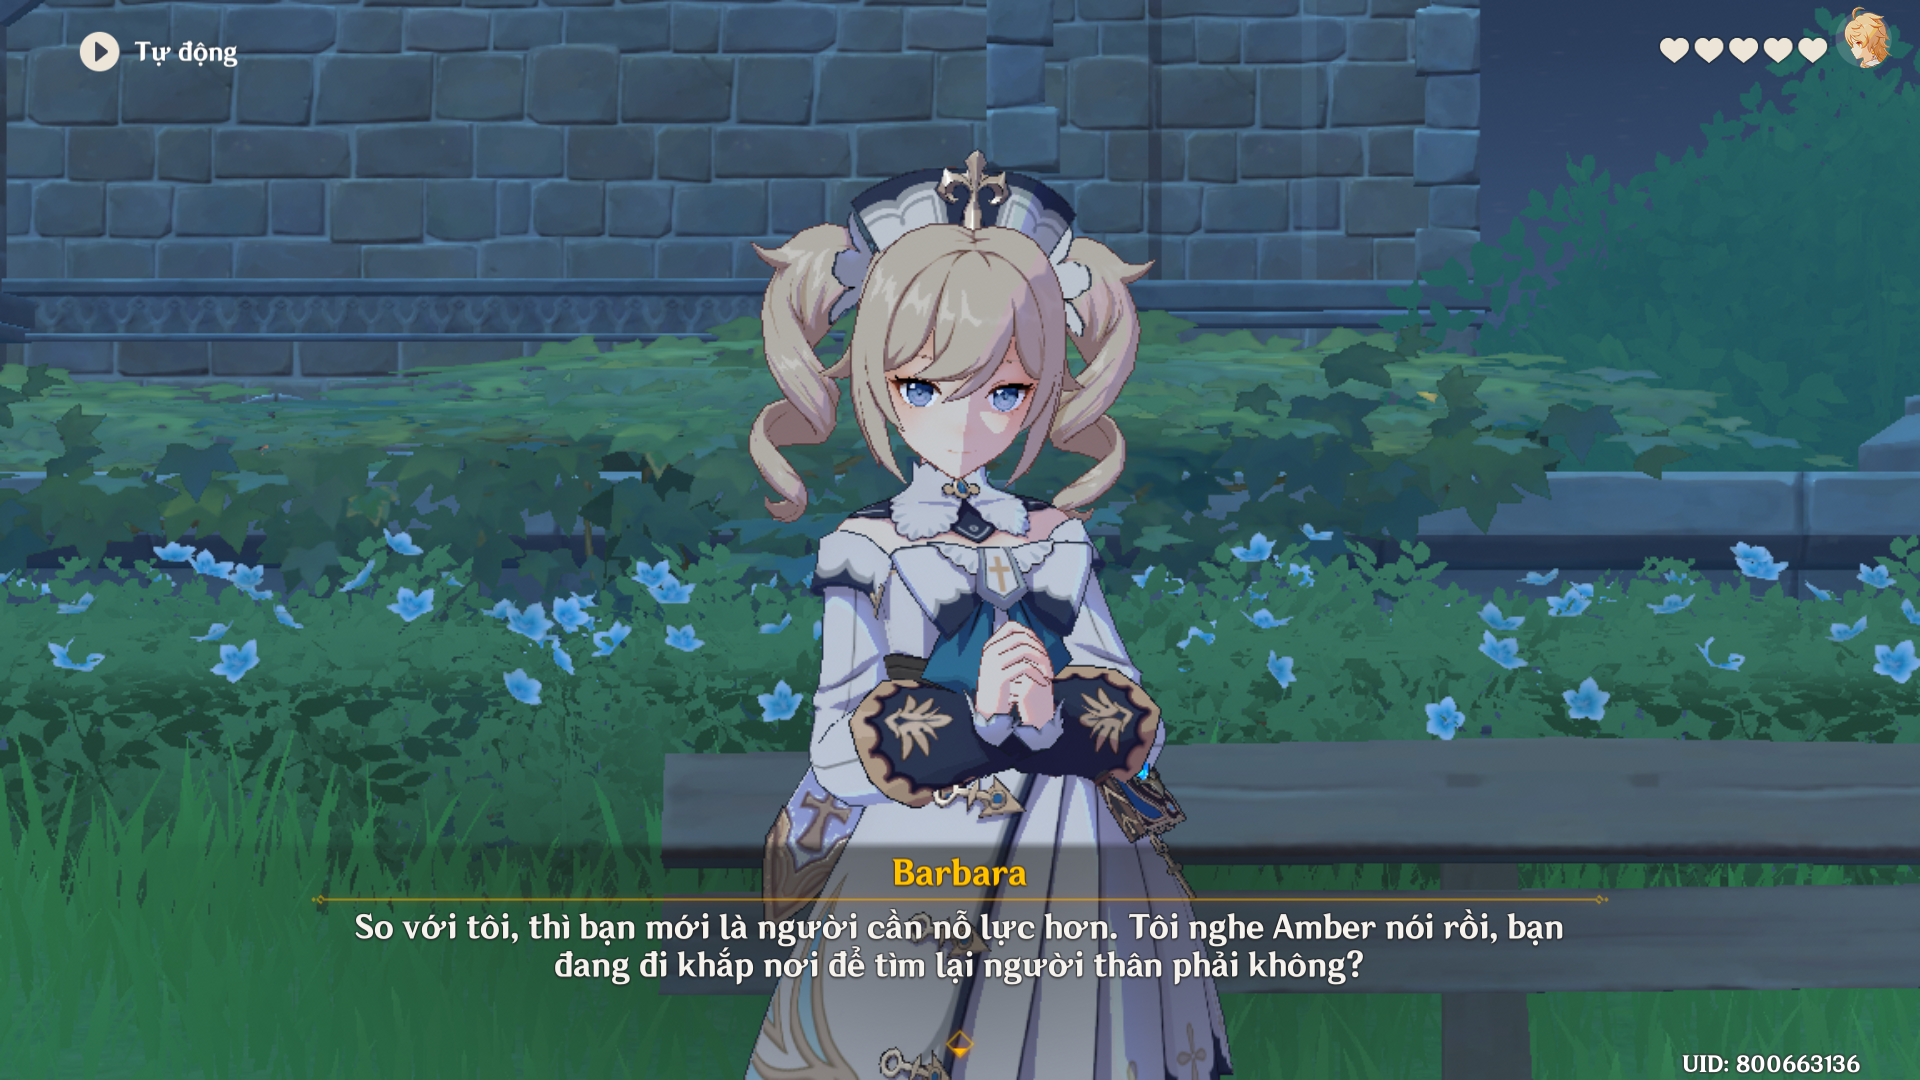 Tự động
Barbara
So với tôi, thì bạn mới là người cần nỗ lực hơn. Tôi nghe Amber nói rồi, bạn
đang đi khắp nơi để tìm lại người thân phải không?
UID: 800663136